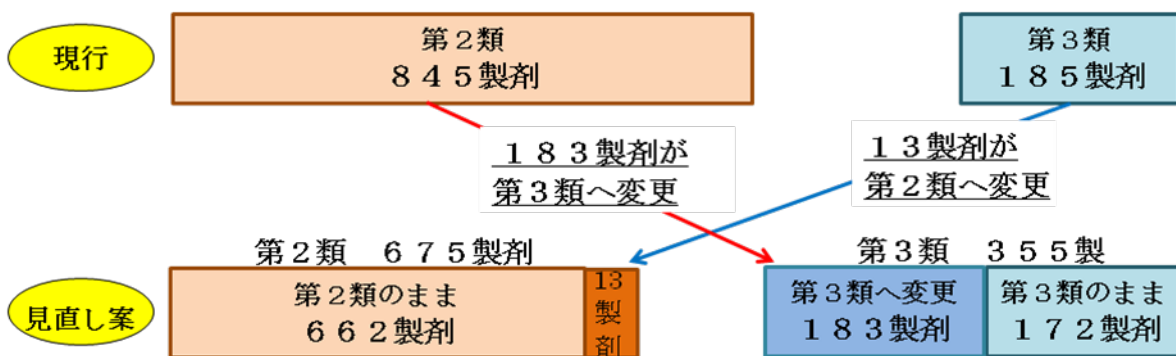 現行
第２類
８４５製剤
第３類
１８５製剤
１８３製剤が
第３類へ変更
１３製剤が
第２類へ変更
第２類　６７５製剤
第３類　３５５製
見直し案
第２類のまま
６６２製剤
13
製
剤
第３類へ変更
１８３製剤
第３類のまま
１７２製剤